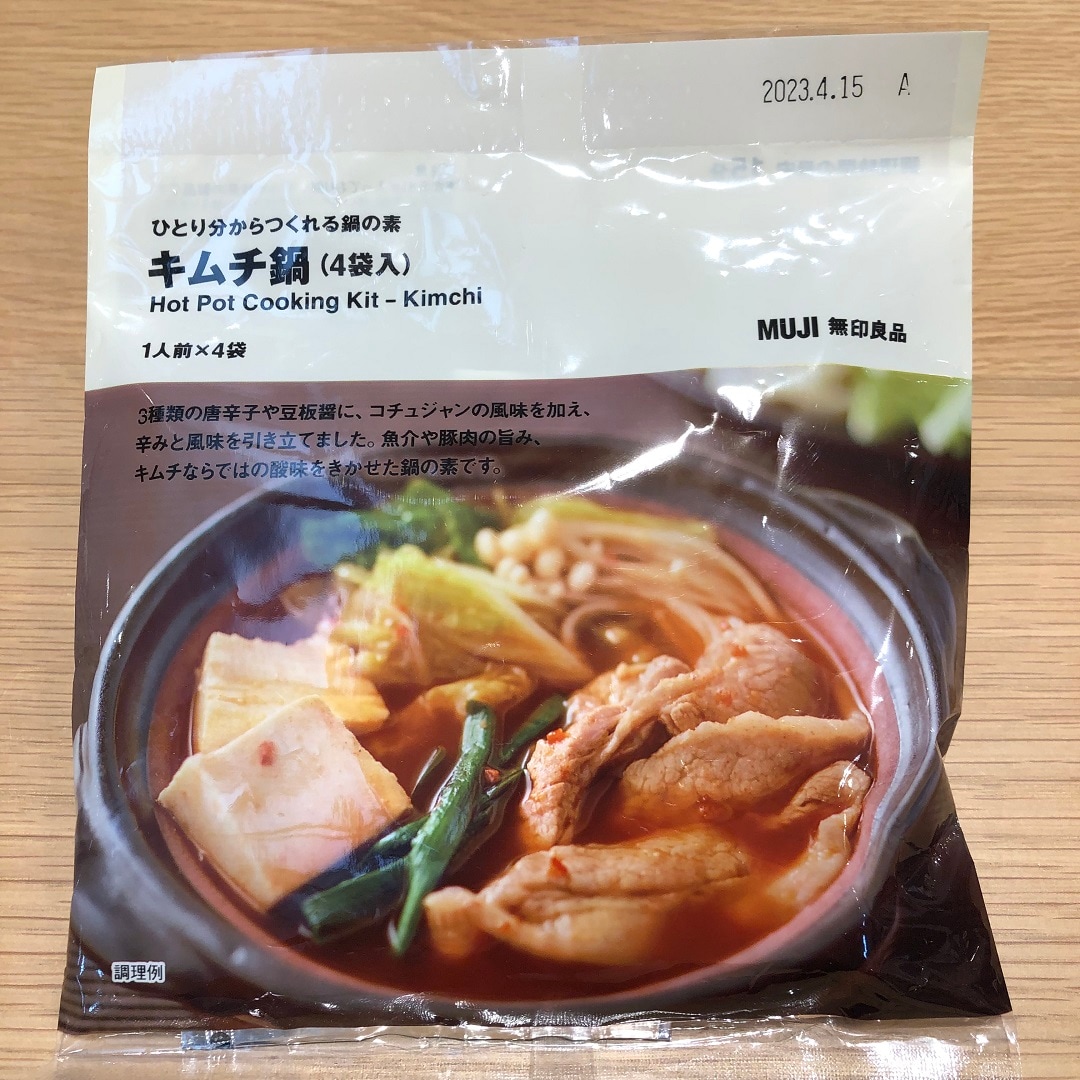 2023.4.15 A
ひとり分からつくれる鍋の素
キムチ鍋(4袋入)
Hot Pot Cooking Kit – Kimchi
MUJI 無印良品
1人前×4袋
3種類の唐辛子や豆板醤に、コチュジャンの風味を加え、
辛みと風味を引き立てました。魚介や豚肉の旨み、
キムチならではの酸味をきかせた鍋の素です。
調理例